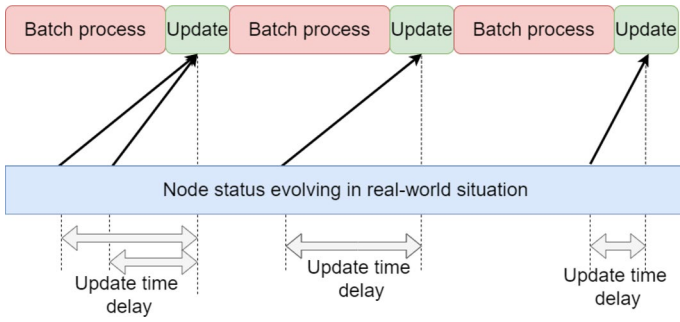 Batch process Update Batch process Update Batch process Update
Node status evolving in real-world situation
Update time
delay
Update time
delay
Update time
delay